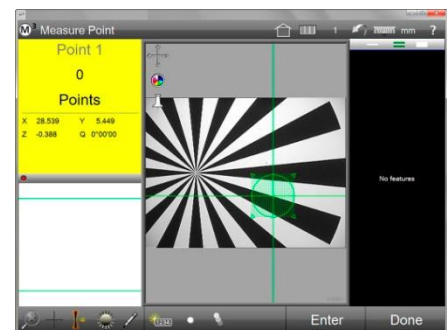 M³ Measure Point
1
mm
?
Point 1
0
Points
X 28.539 Y 5.449
Z -0.388 Q 0°00'00
No features
Enter
Done